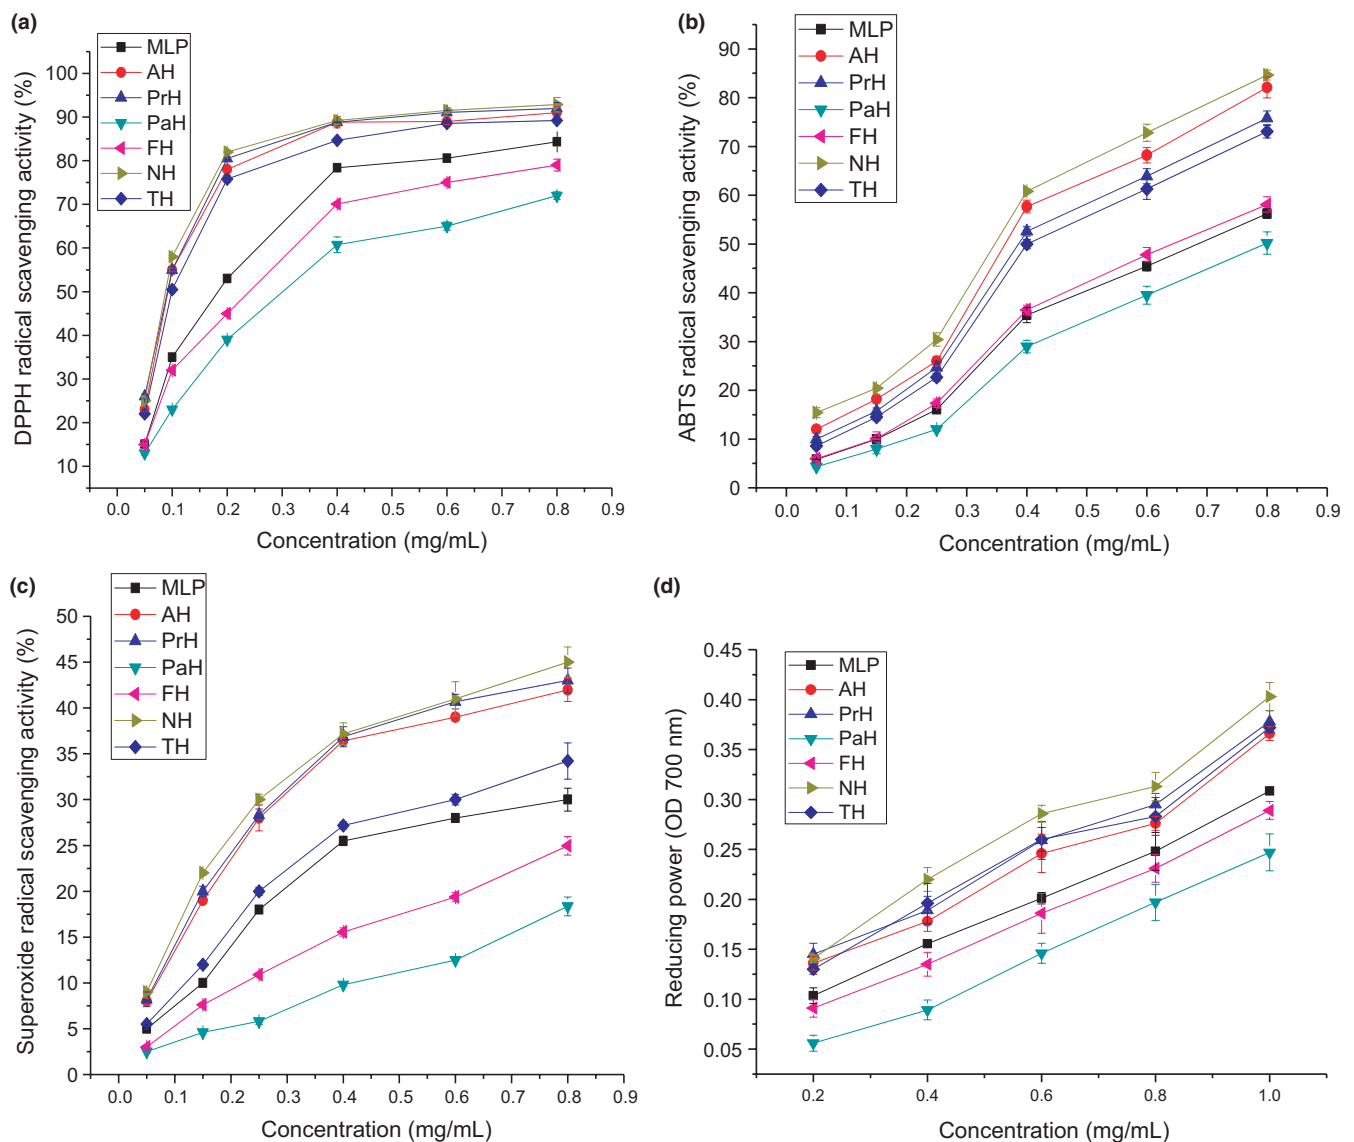 (a)
MLP
AH
PrH
PaH
FH
NH
TH
100
90
80
70
60
50
40
30
20
10
DPPH radical scavenging activity (%)
0.0 0.1 0.2 0.3 0.4 0.5 0.6 0.7 0.8 0.9
Concentration (mg/mL)
(b)
MLP
AH
PrH
PaH
FH
NH
TH
90
80
70
60
50
40
30
20
10
0
ABTS radical scavenging activity (%)
0.0 0.1 0.2 0.3 0.4 0.5 0.6 0.7 0.8 0.9
Concentration (mg/mL)
(c)
MLP
AH
PrH
PaH
FH
NH
TH
50
45
40
35
30
25
20
15
10
5
0
Superoxide radical scavenging activity (%)
0.0 0.1 0.2 0.3 0.4 0.5 0.6 0.7 0.8 0.9
Concentration (mg/mL)
(d)
MLP
AH
PrH
PaH
FH
NH
TH
0.45
0.40
0.35
0.30
0.25
0.20
0.15
0.10
0.05
Reducing power (OD 700 nm)
0.2 0.4 0.6 0.8 1.0
Concentration (mg/mL)